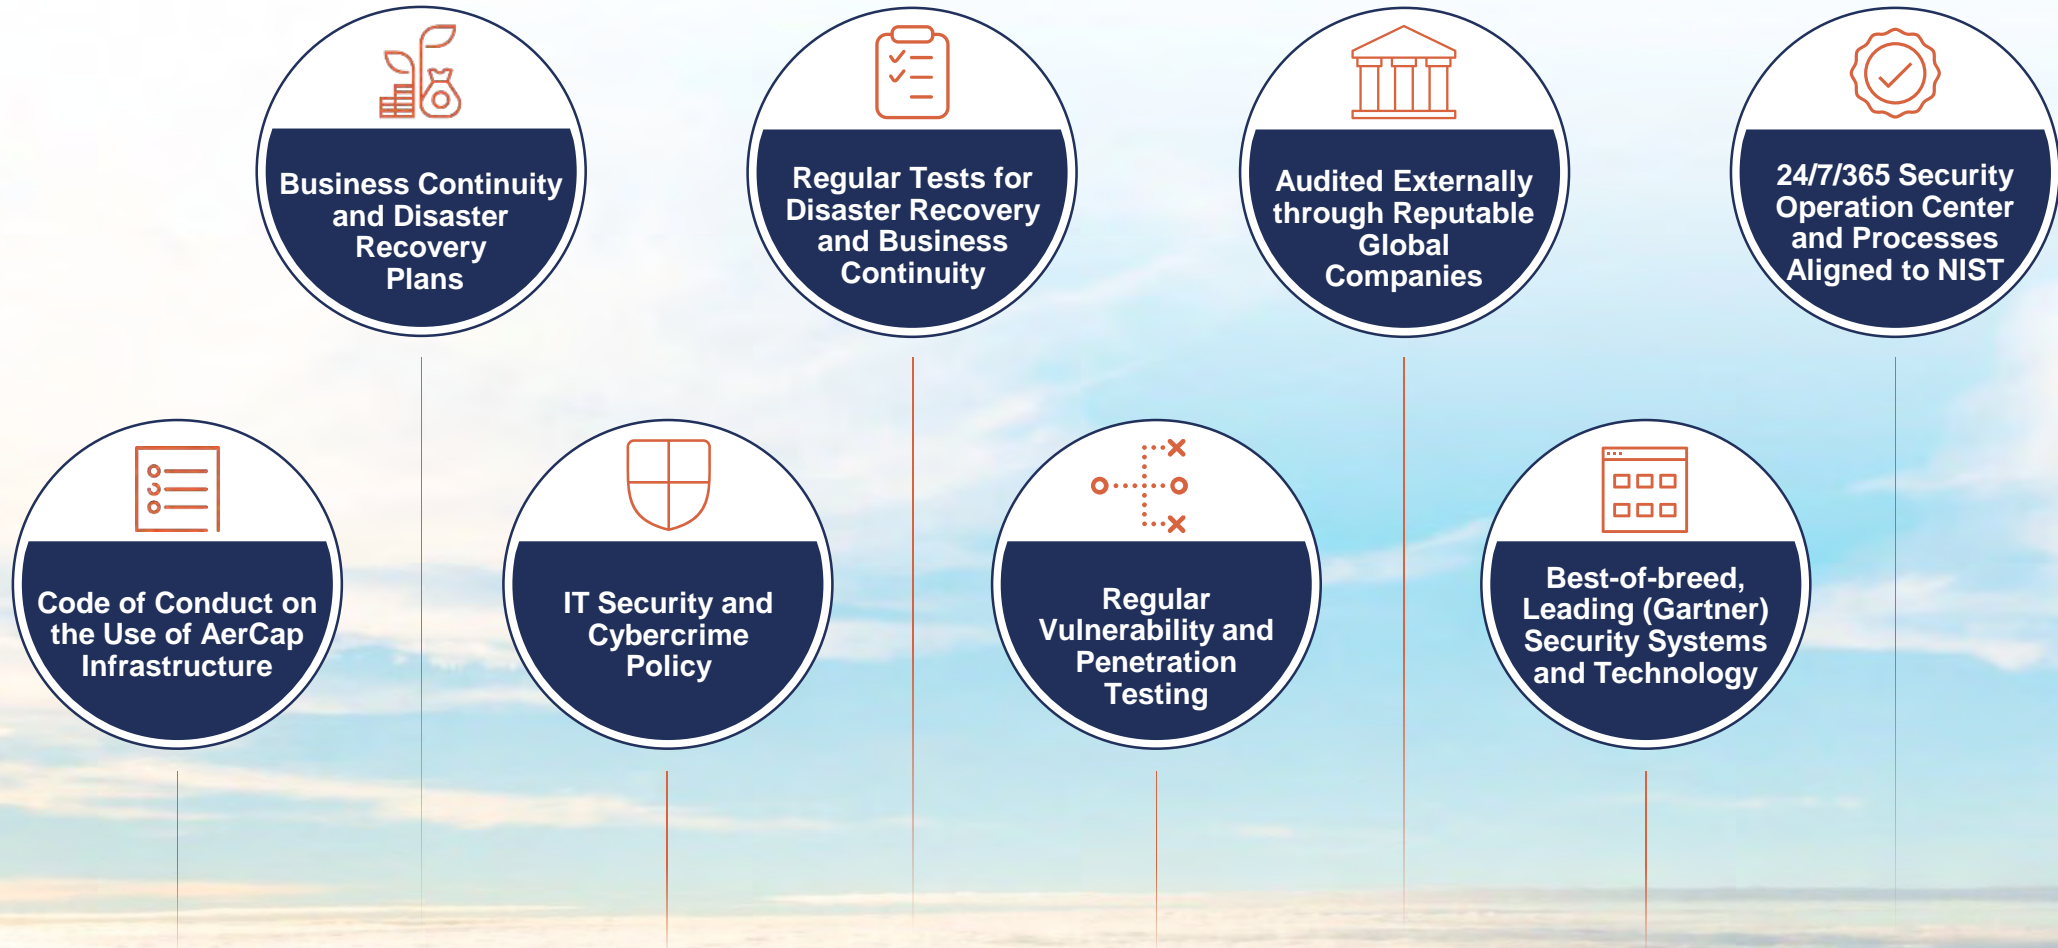 Business Continuity
and Disaster
Recovery
Plans
Regular Tests for
Disaster Recovery
and Business
Continuity
Audited Externally
through Reputable
Global
Companies
24/7/365 Security
Operation Center
and Processes
Aligned to NIST
Code of Conduct on
the Use of AerCap
Infrastructure
IT Security and
Cybercrime
Policy
Regular
Vulnerability and
Penetration
Testing
Best-of-breed,
Leading (Gartner)
Security Systems
and Technology